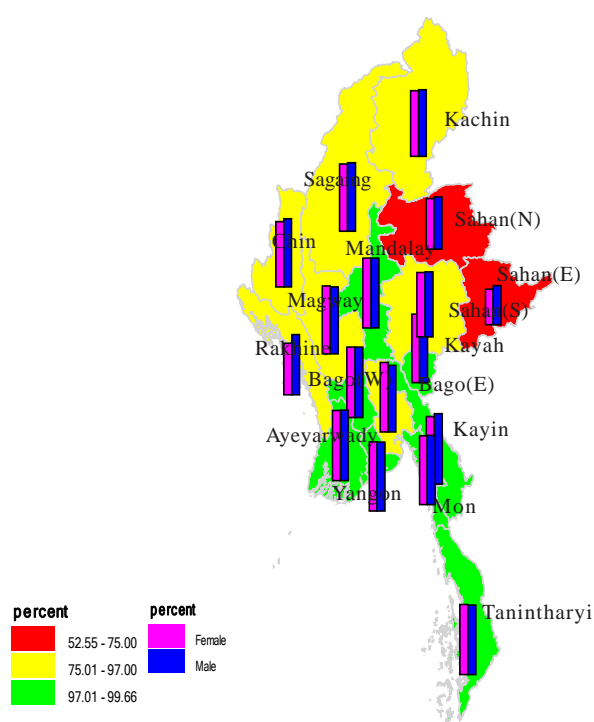 Kachin
Sagaing
Sahan(N)
Chin
Mandalay
Sahan(E)
Magway
Sahan(S)
Rakhine
Kayah
Bago(W)
Bago(E)
Ayeyarwady
Kayin
Yangon
Mon
Tanintharyi
percent
52.55 - 75.00
75.01 - 97.00
97.01 - 99.66
percent
Female
Male